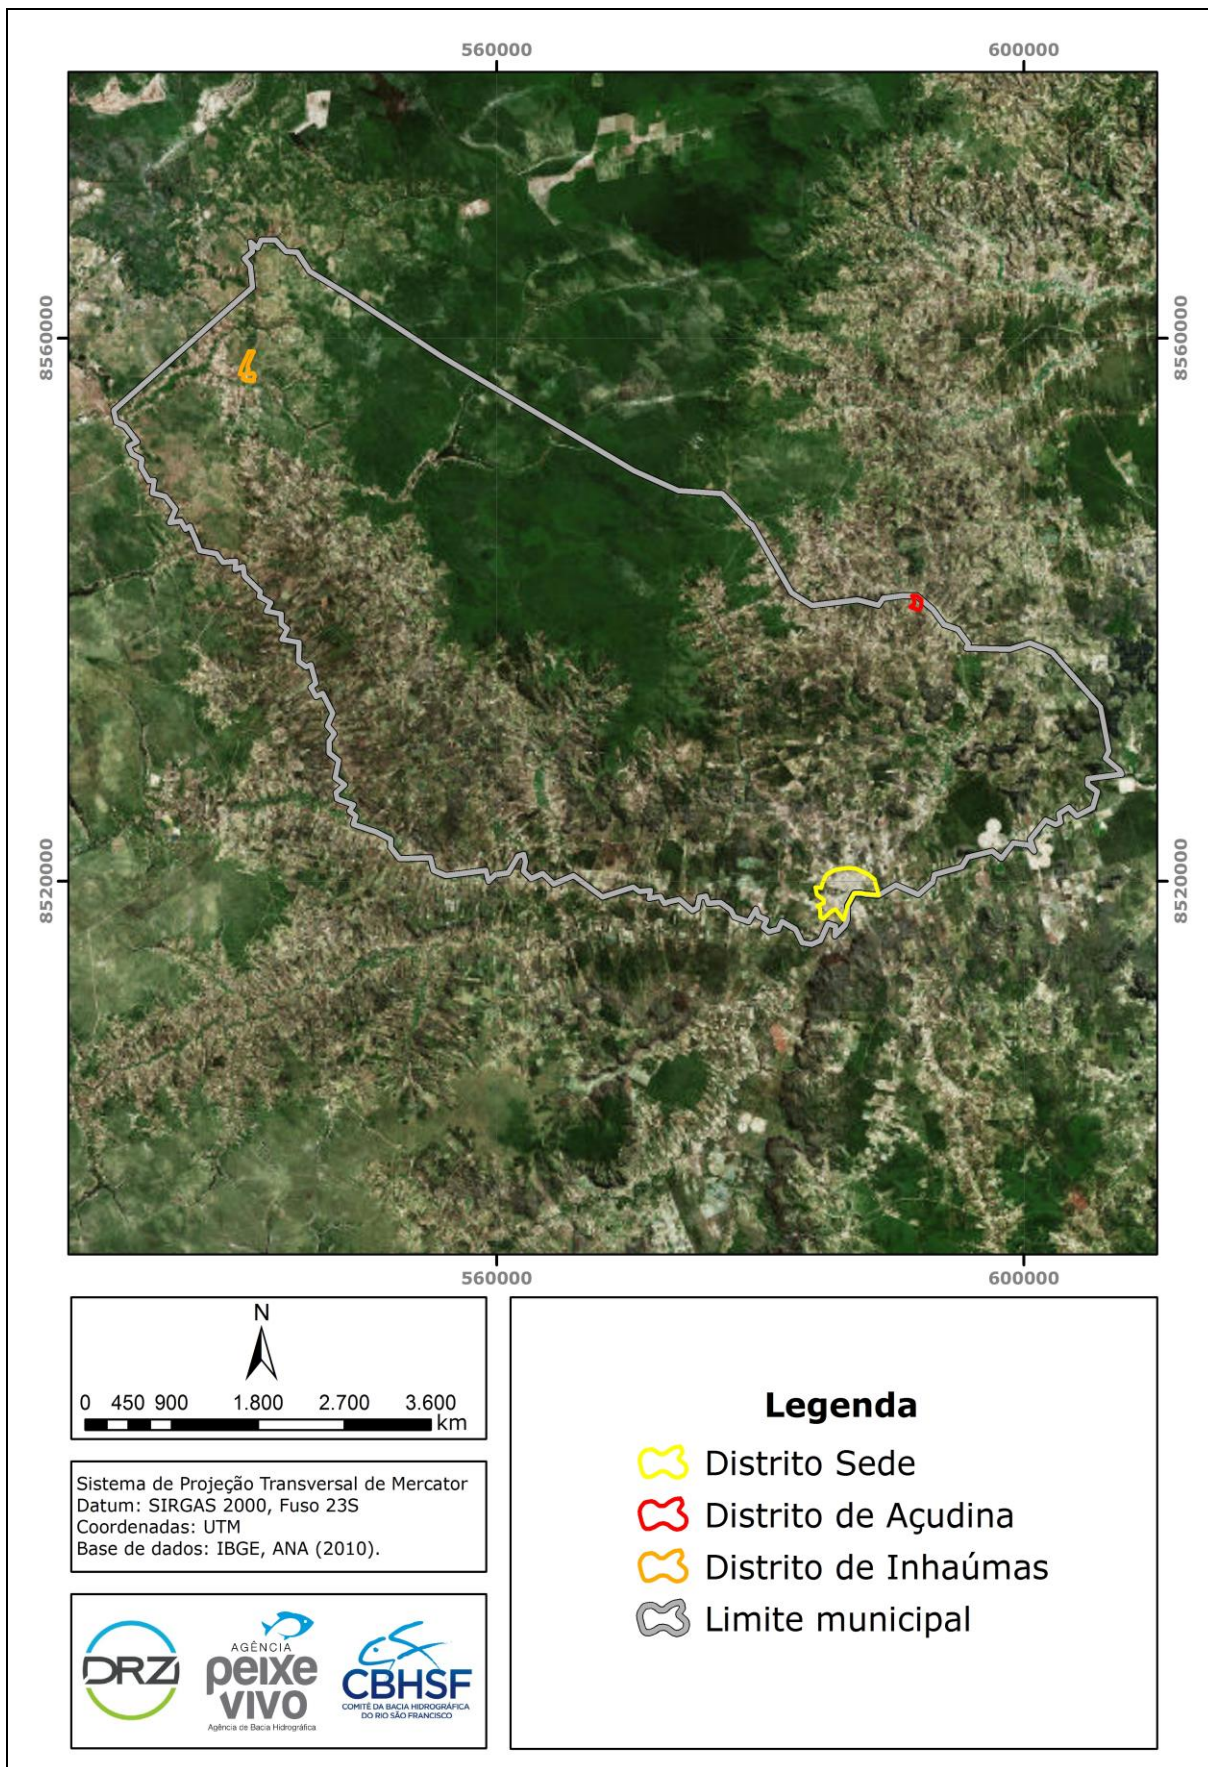 560000 600000
8560000 8560000
8520000 8520000
560000 600000
N
0 450 900 1.800 2.700 3.600
km
Sistema de Projeção Transversal de Mercator
Datum: SIRGAS 2000, Fuso 23S
Coordenadas: UTM
Base de dados: IBGE, ANA (2010).
DRZ
AGÊNCIA
peixe
vivo
Agência de Bacia Hidrográfica
CBHSF
COMITÊ DA BACIA HIDROGRÁFICA
DO RIO SÃO FRANCISCO
Legenda
Distrito Sede
Distrito de Açudina
Distrito de Inhaúmas
Limite municipal